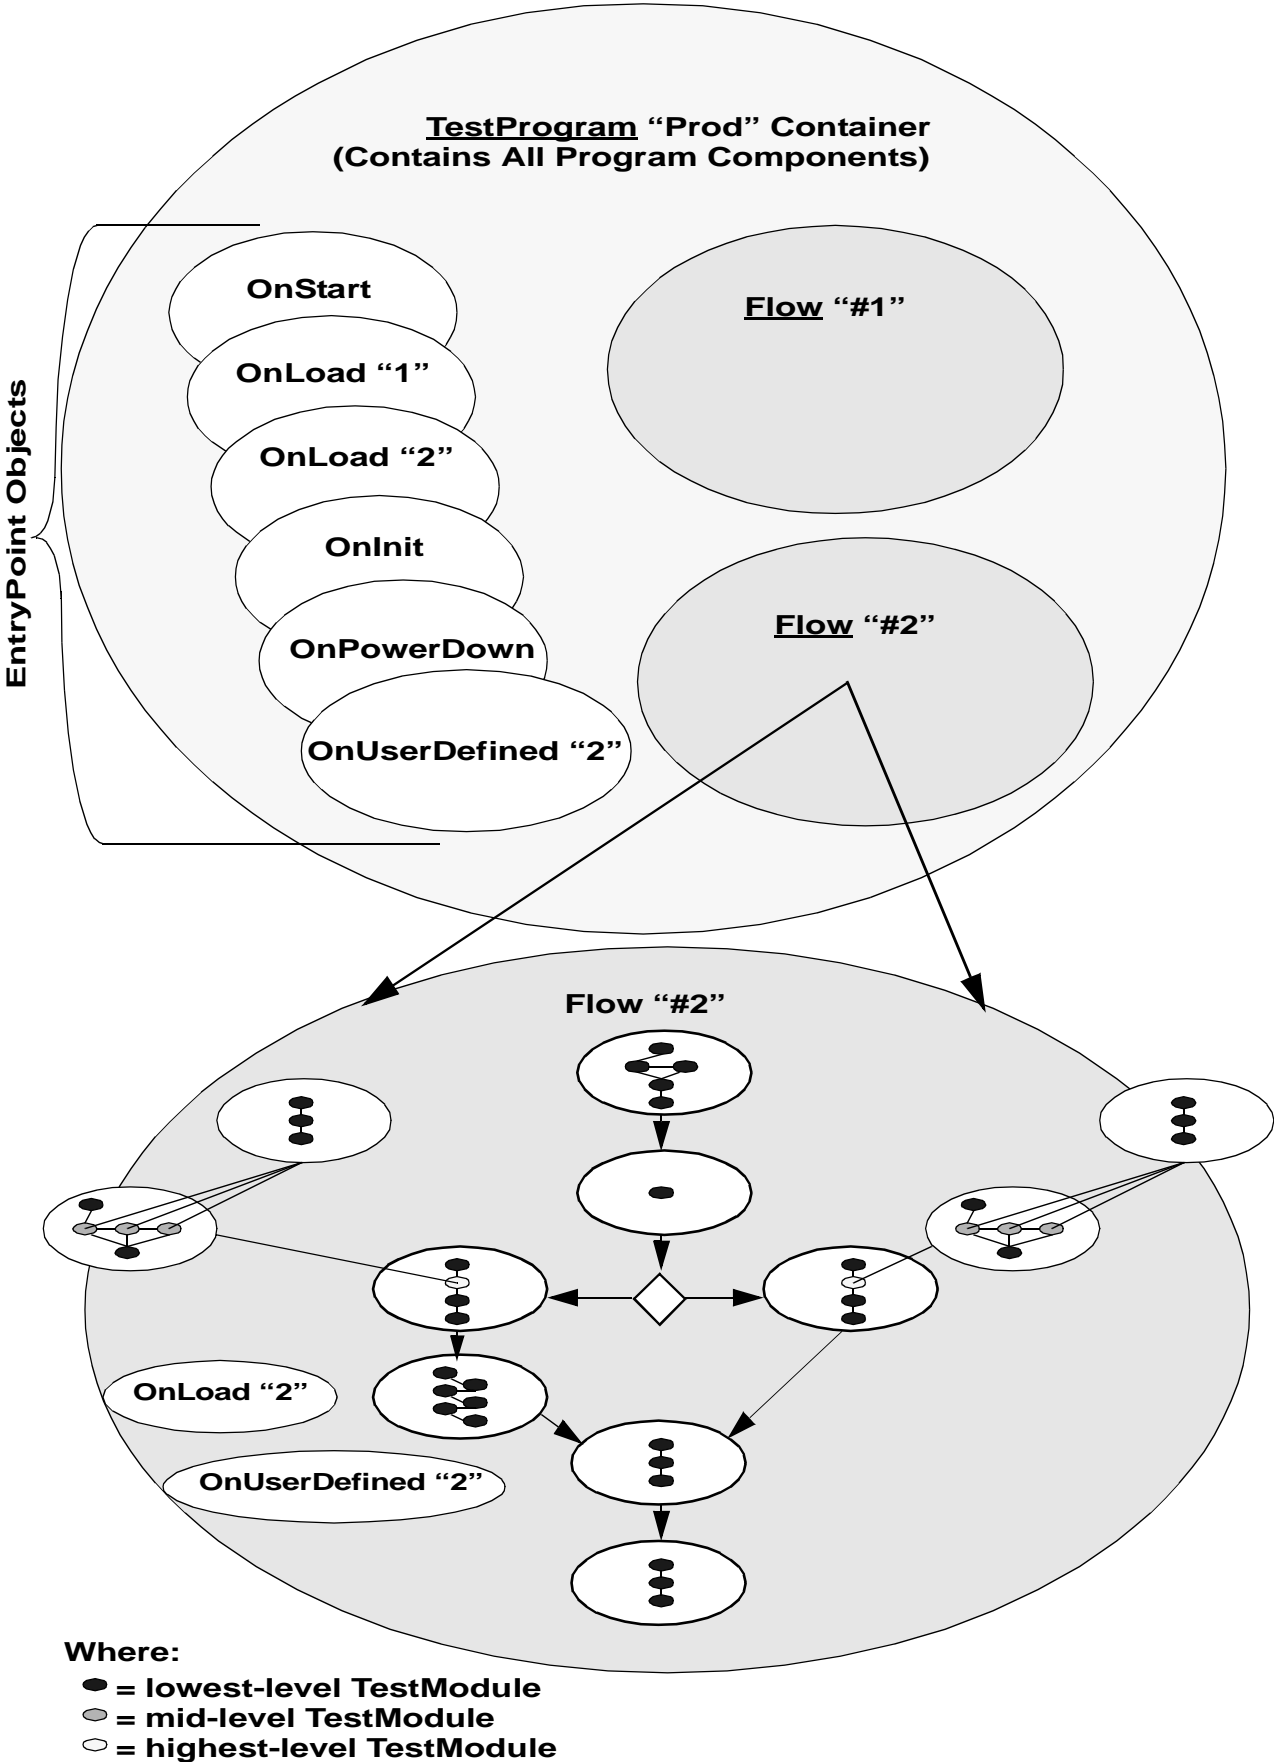 TestProgram “Prod” Container
(Contains All Program Components)
EntryPoint Objects
OnStart
OnLoad “1”
OnLoad “2”
OnInit
OnPowerDown
OnUserDefined “2”
Flow “#1”
Flow “#2”
Flow “#2”
OnLoad “2”
OnUserDefined “2”
Where:
= lowest-level TestModule
= mid-level TestModule
= highest-level TestModule